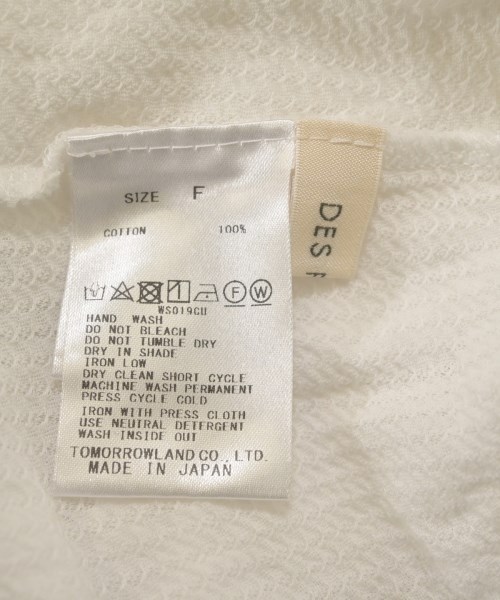 SIZE F
COTTON 100%
F W
WS019CU
HAND WASH
DO NOT BLEACH
DO NOT TUMBLE DRY
DRY IN SHADE
IRON LOW
DRY CLEAN SHORT CYCLE
MACHINE WASH PERMANENT
PRESS CYCLE COLD
IRON WITH PRESS CLOTH
USE NEUTRAL DETERGENT
WASH INSIDE OUT
TOMORROWLAND CO., LTD.
MADE IN JAPAN
DES